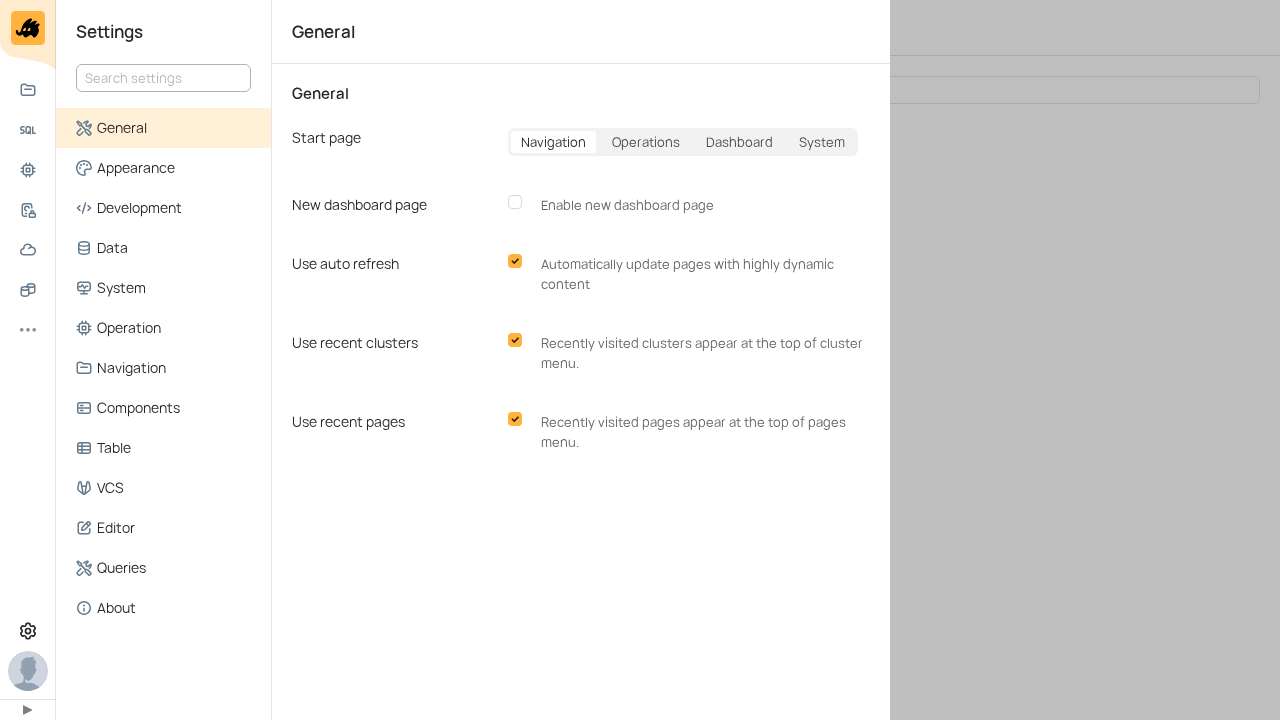 Settings
General
Search settings
General
Appearance
Development
Data
System
Operation
Navigation
Components
Table
VCS
Editor
Queries
About
SQL
General
Start page
Navigation Operations Dashboard System
New dashboard page
Enable new dashboard page
Use auto refresh
Automatically update pages with highly dynamic
content
Use recent clusters
Recently visited clusters appear at the top of cluster
menu.
Use recent pages
Recently visited pages appear at the top of pages
menu.